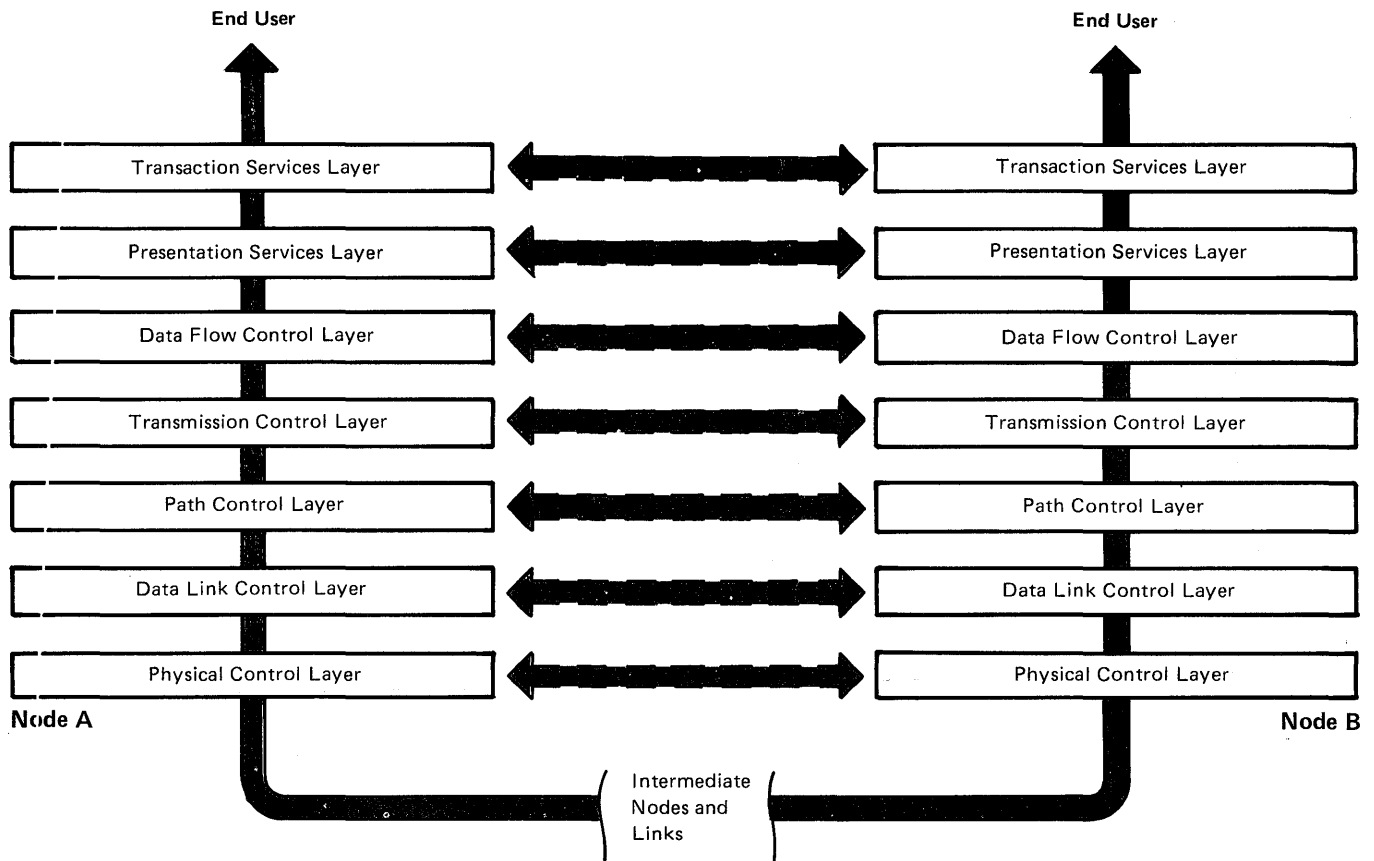 End User
End User
Transaction Services Layer
Transaction Services Layer
Presentation Services Layer
Presentation Services Layer
Data Flow Control Layer
Data Flow Control Layer
Transmission Control Layer
Transmission Control Layer
Path Control Layer
Path Control Layer
Data Link Control Layer
Data Link Control Layer
Physical Control Layer
Physical Control Layer
Node A
Node B
Intermediate
Nodes and
Links